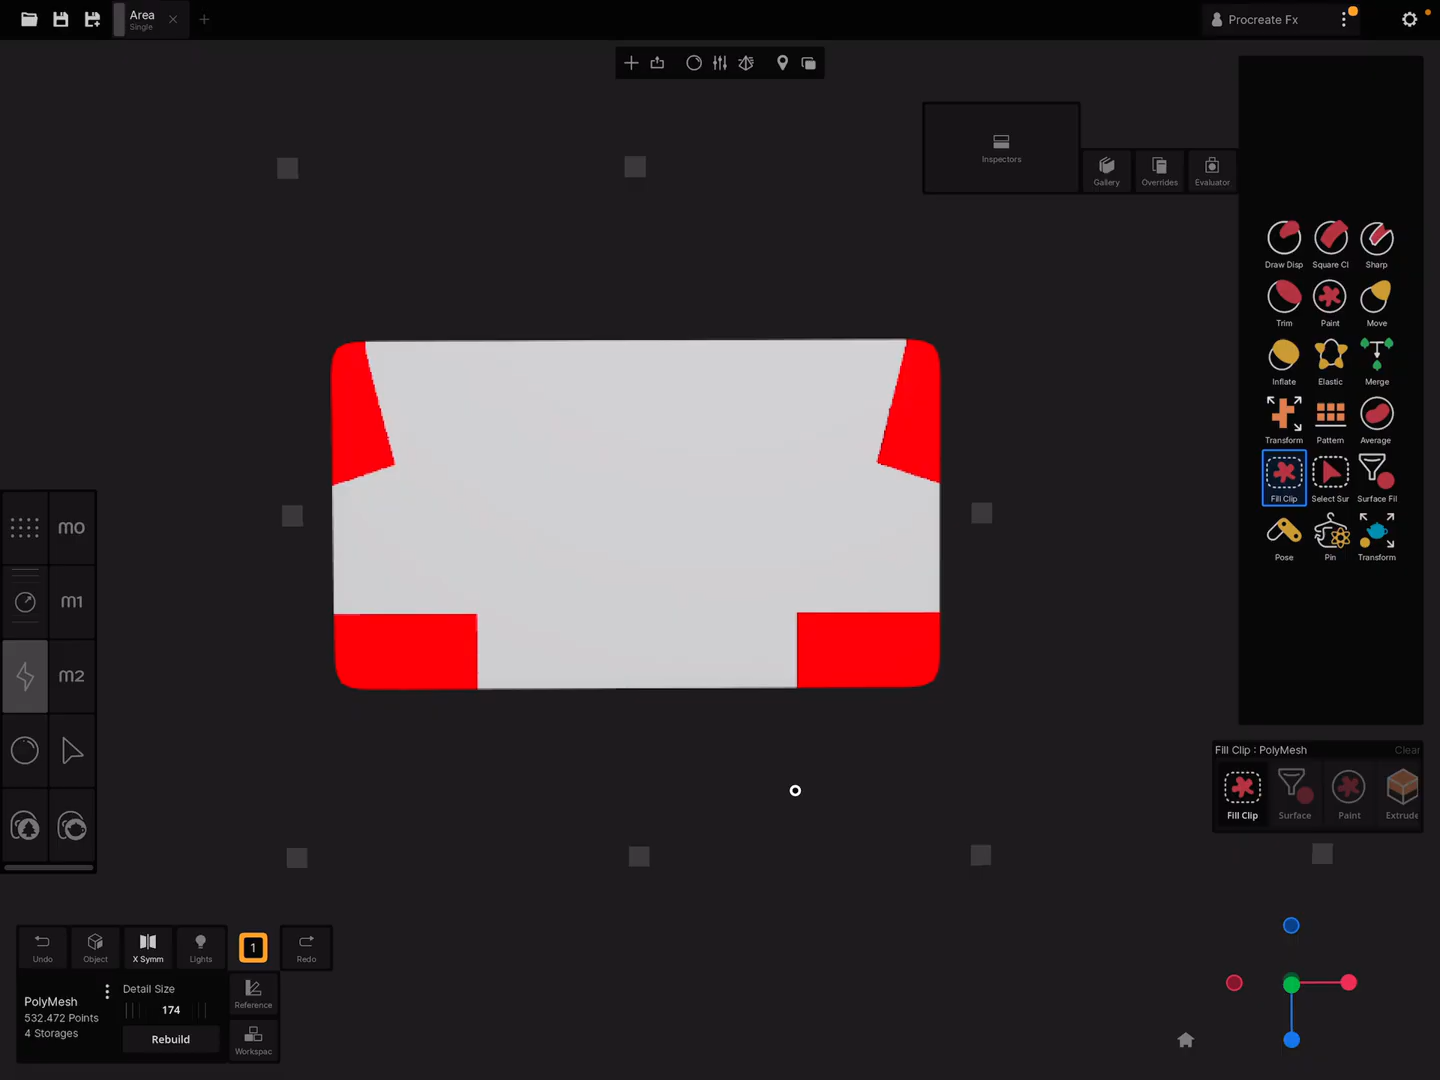 Area
Single
Procreate Fx
Inspectors
Gallery
Overrides
Evaluator
Draw Disp
Square Cl
Sharp
Trim
Paint
Move
Inflate
Elastic
Merge
Transform
Pattern
Average
Fill Clip
Select Sur
Surface Fil
Pose
Pin
Transform
m0
m1
m2
Fill Clip : PolyMesh
Clear
Fill Clip
Surface
Paint
Extrude
Undo
Object
X Symm
Lights
1
Redo
PolyMesh
532.472 Points
4 Storages
Detail Size
174
Rebuild
Reference
Workspac